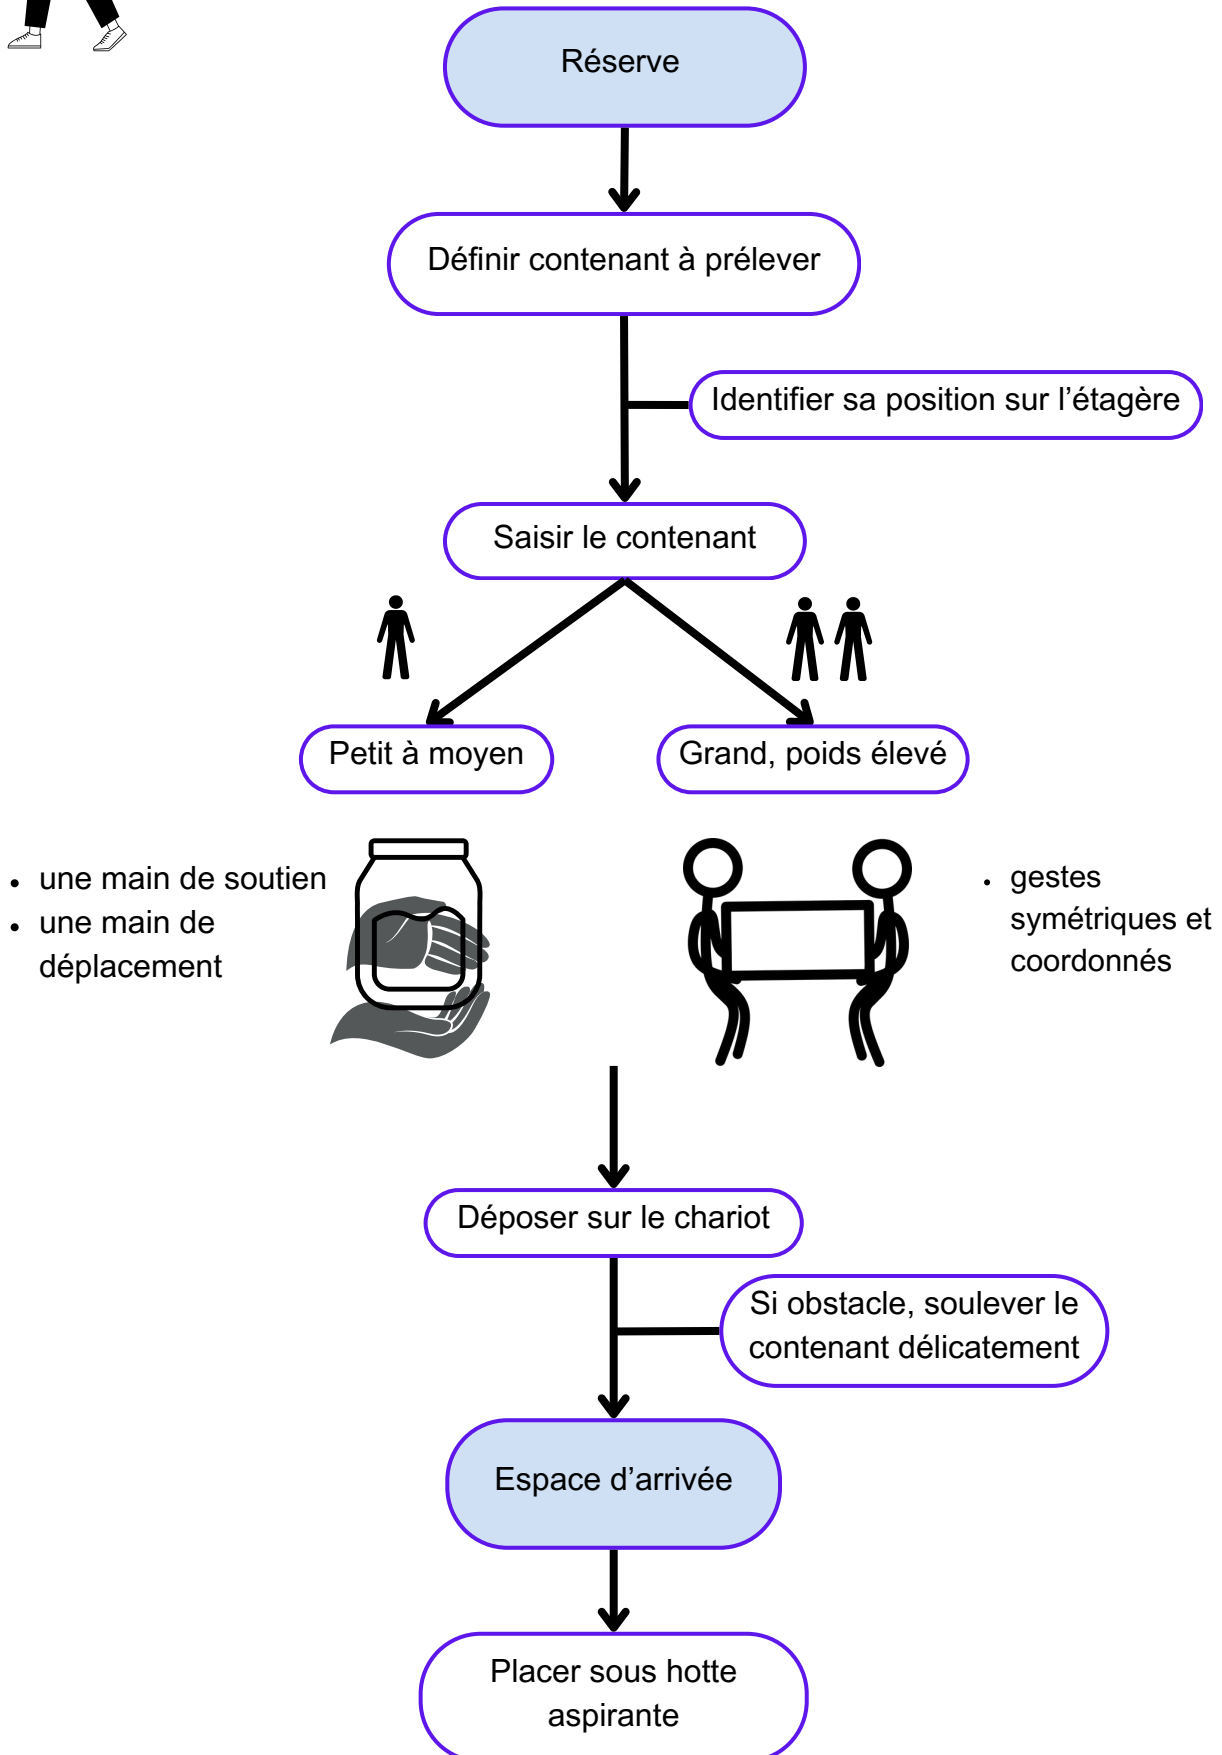 Réserve
Définir contenant à prélever
Identifier sa position sur l’étagère
Saisir le contenant
Petit à moyen
Grand, poids élevé
• une main de soutien
• une main de
déplacement
• gestes
symétriques et
coordonnés
Déposer sur le chariot
Si obstacle, soulever le
contenant délicatement
Espace d’arrivée
Placer sous hotte
aspirante